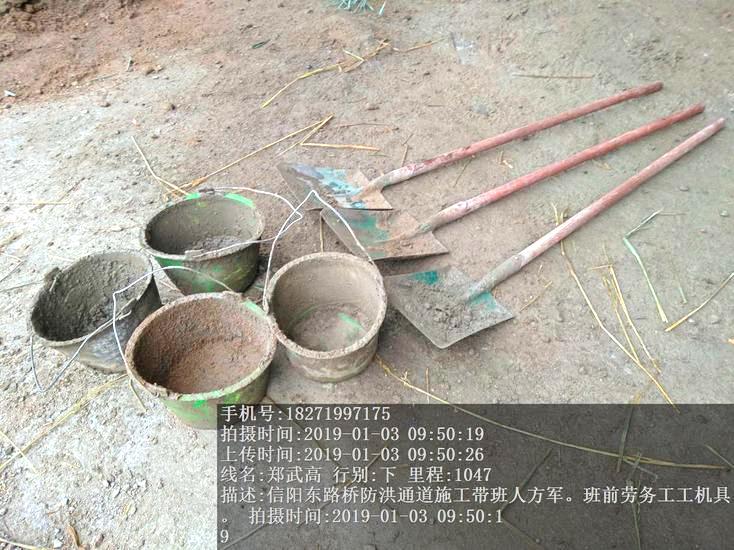 手机号:18271997175
拍摄时间:2019-01-03 09:50:19
上传时间:2019-01-03 09:50:26
线名:郑武高 行别:下 里程:1047
描述:信阳东路桥防洪通道施工带班人方军。班前劳务工工机具
。 拍摄时间:2019-01-03 09:50:1
9